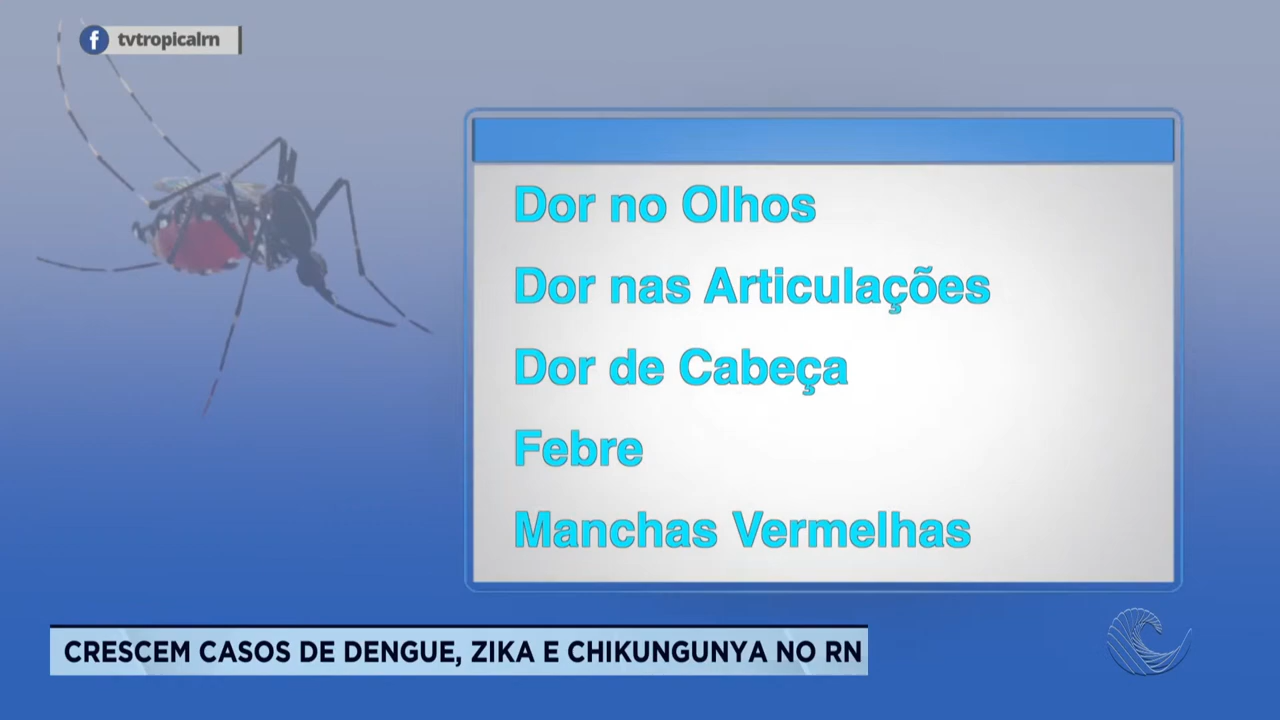 tvtropicalrn
Dor no Olhos
Dor nas Articulações
Dor de Cabeça
Febre
Manchas Vermelhas
CRESCEM CASOS DE DENGUE, ZIKA E CHIKUNGUNYA NO RN